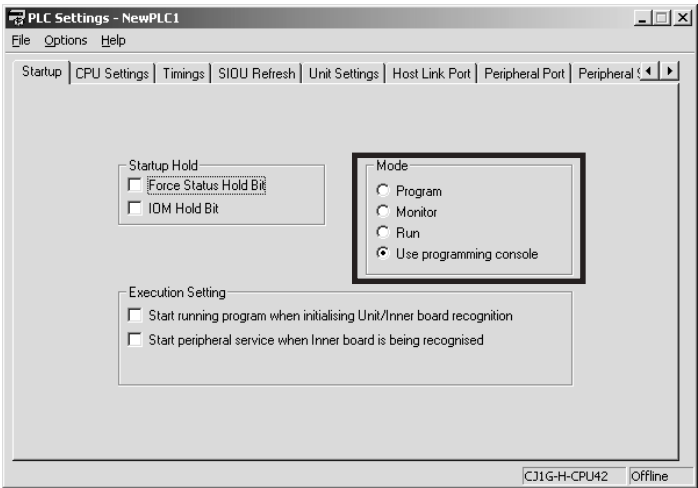 PLC Settings - NewPLC1
File Options Help
Startup CPU Settings Timings SIOU Refresh Unit Settings Host Link Port Peripheral Port Peripheral
Startup Hold
Force Status Hold Bit
IOM Hold Bit
Mode
Program
Monitor
Run
Use programming console
Execution Setting
Start running program when initialising Unit/Inner board recognition
Start peripheral service when Inner board is being recognised
CJ1G-H-CPU42 Offline